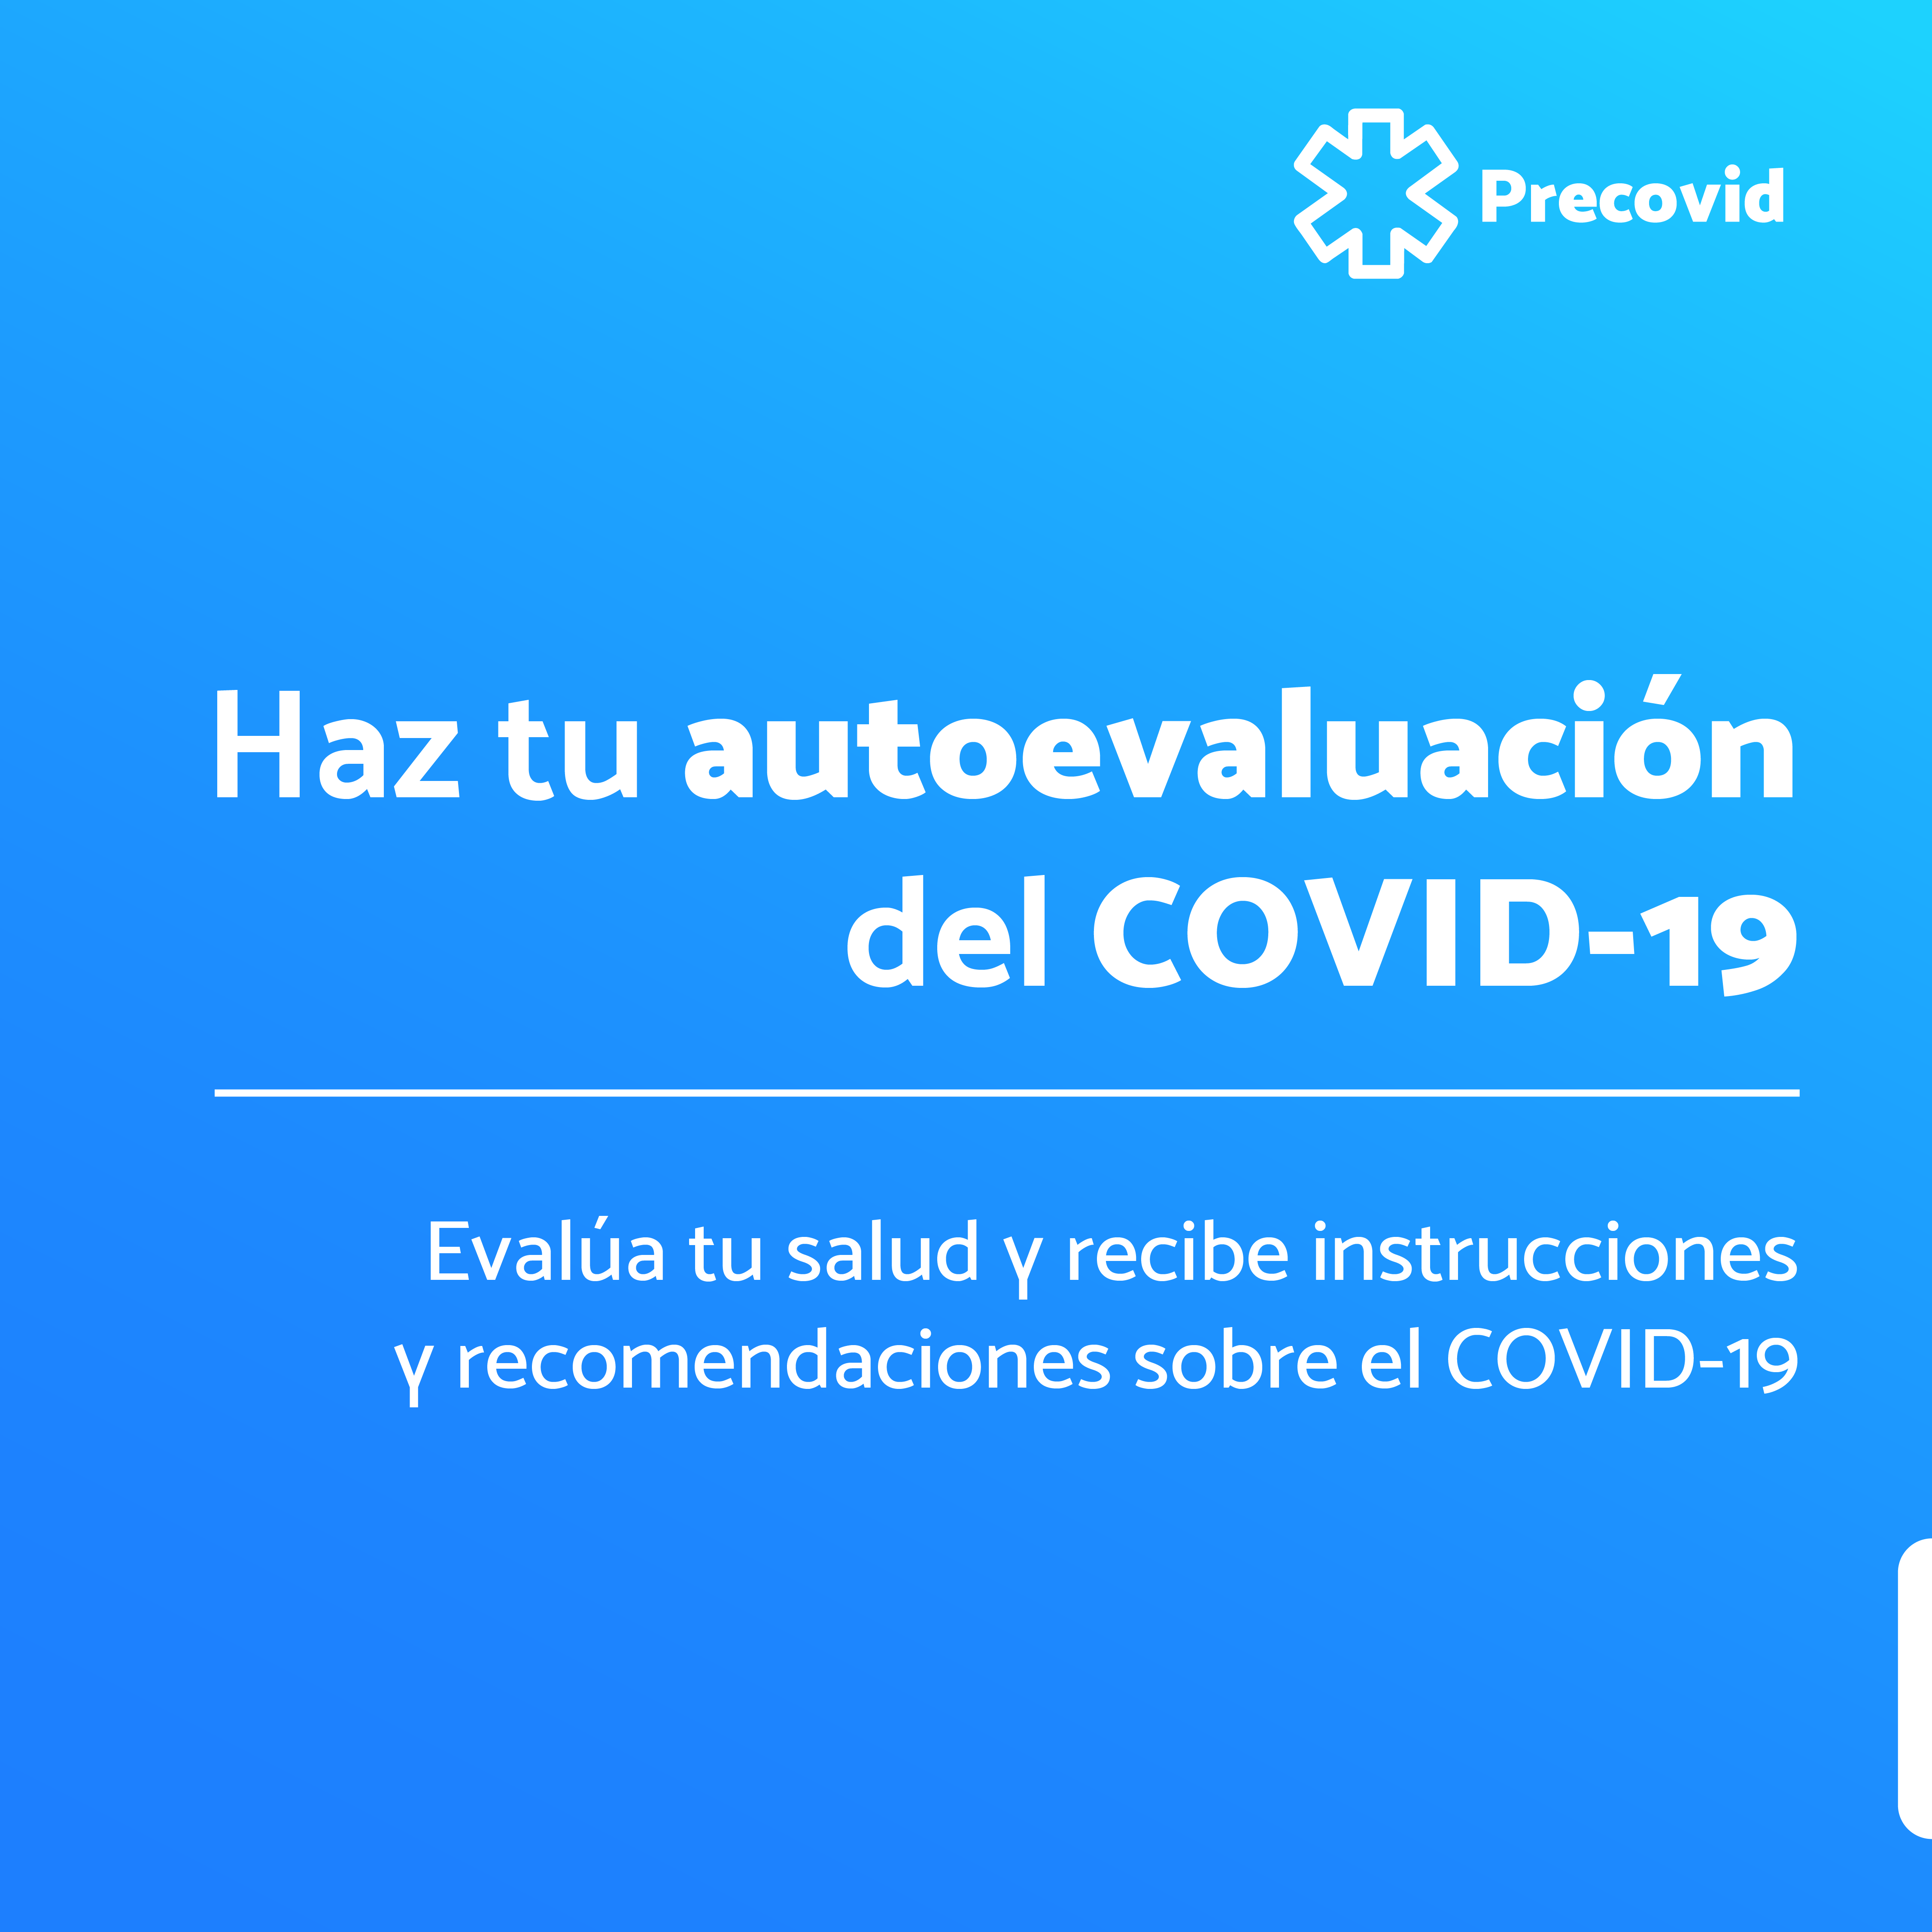 Precovid
Haz tu autoevaluación
del COVID-19
Evalúa tu salud y recibe instrucciones
y recomendaciones sobre el COVID-19